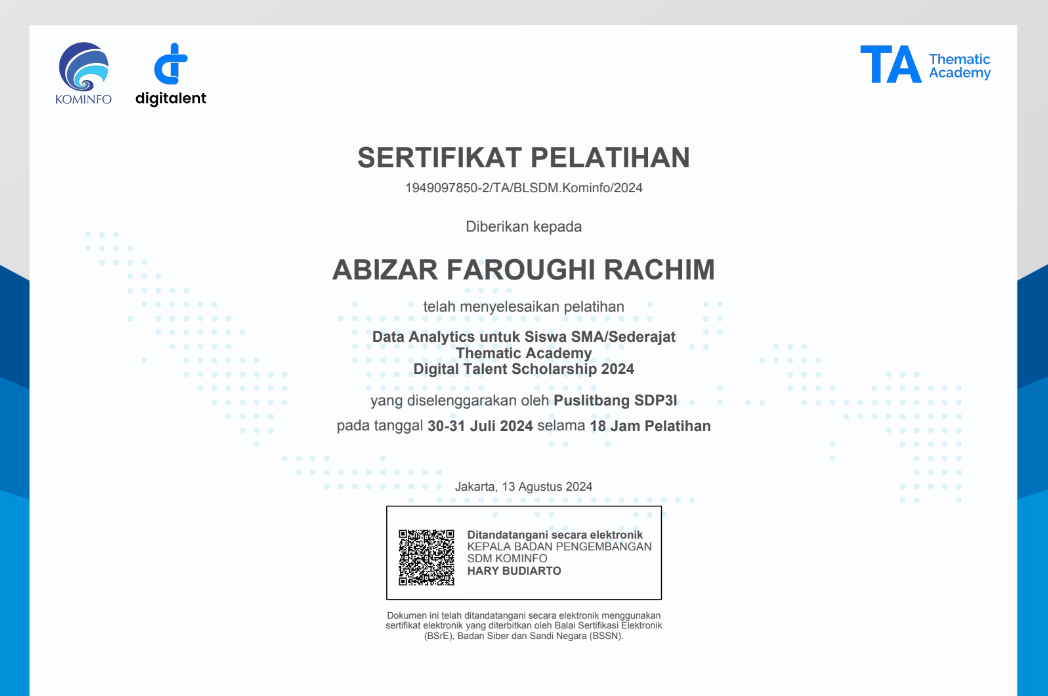 KOMINFO
digitalent
TA Thematic
Academy
SERTIFIKAT PELATIHAN
1949097850-2/TA/BLSDM.Kominfo/2024
Diberikan kepada
ABIZAR FAROUGHI RACHIM
telah menyelesaikan pelatihan
Data Analytics untuk Siswa SMA/Sederajat
Thematic Academy
Digital Talent Scholarship 2024
yang diselenggarakan oleh Puslitbang SDP3I
pada tanggal 30-31 Juli 2024 selama 18 Jam Pelatihan
Jakarta, 13 Agustus 2024
Ditandatangani secara elektronik
KEPALA BADAN PENGEMBANGAN
SDM KOMINFO
HARY BUDIARTO
Dokumen ini telah ditandatangani secara elektronik menggunakan
sertifikat elektronik yang diterbitkan oleh Balai Sertifikasi Elektronik
(BSrE), Badan Siber dan Sandi Negara (BSSN).